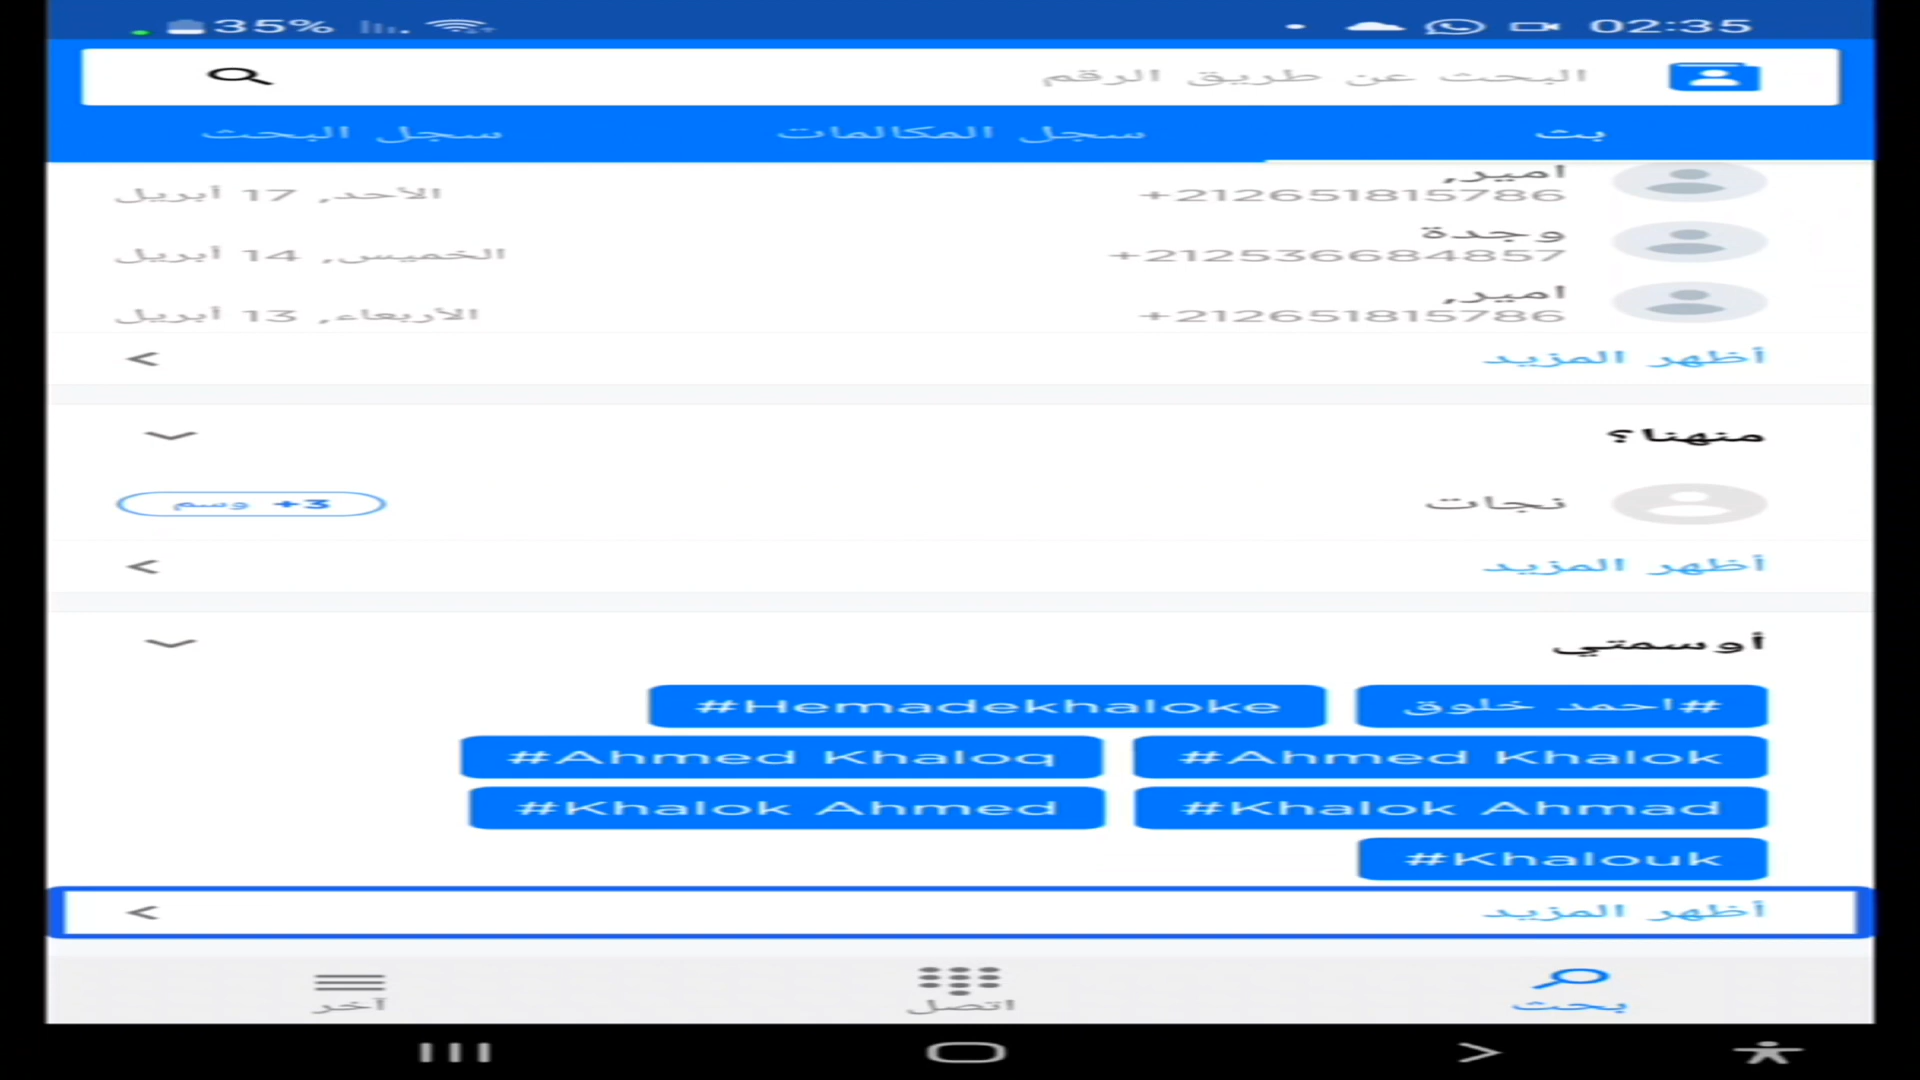 35% 02:35
البحث عن طريق الرقم
بث سجل المكالمات سجل البحث
امير,
+212651815786 الأحد, 17 أبريل
وجدة
+212536684857 الخميس, 14 أبريل
امير,
+212651815786 الأربعاء, 13 أبريل
أظهر المزيد
منهنا؟
نجات +3 وسم
أظهر المزيد
أوسمتي
#احمد خلوق #Hemadekhaloke
#Ahmed Khalok #Ahmed Khaloq
#Khalok Ahmad #Khalok Ahmed
#Khalouk
أظهر المزيد
بحث اتصل آخر